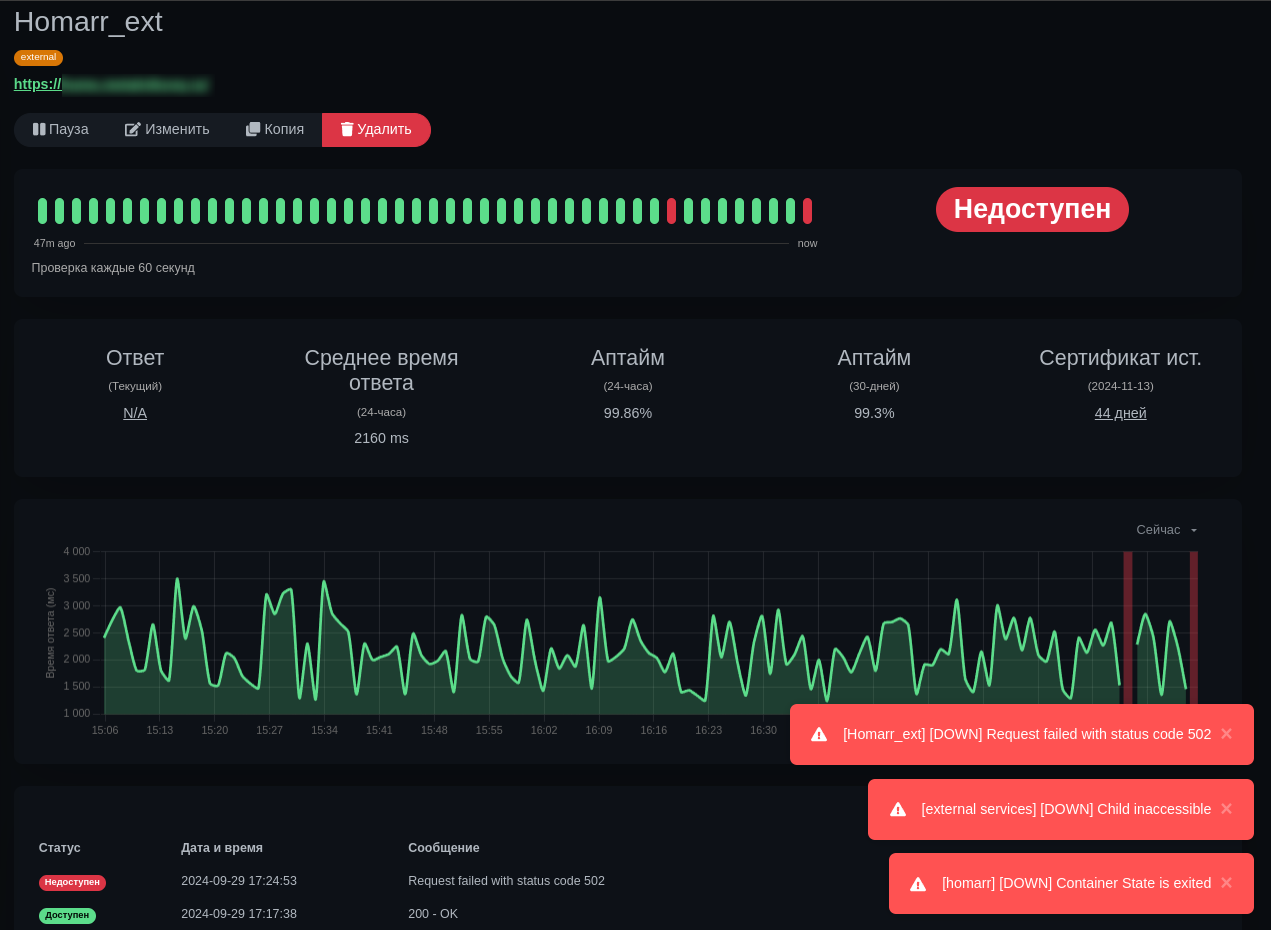 Homarr_ext
external
https://
Пауза Изменить Копия Удалить
Недоступен
47m ago now
Проверка каждые 60 секунд
Ответ
(Текущий)
N/A
Среднее время
ответа
(24-часа)
2160 ms
Аптайм
(24-часа)
99.86%
Аптайм
(30-дней)
99.3%
Сертификат ист.
(2024-11-13)
44 дней
Сейчас
Время ответа (мс)
4 000
3 500
3 000
2 500
2 000
1 500
1 000
15:06 15:13 15:20 15:27 15:34 15:41 15:48 15:55 16:02 16:09 16:16 16:23 16:30
[Homarr_ext] [DOWN] Request failed with status code 502 ×
[external services] [DOWN] Child inaccessible ×
[homarr] [DOWN] Container State is exited ×
Статус Дата и время Сообщение
Недоступен 2024-09-29 17:24:53 Request failed with status code 502
Доступен 2024-09-29 17:17:38 200 - OK